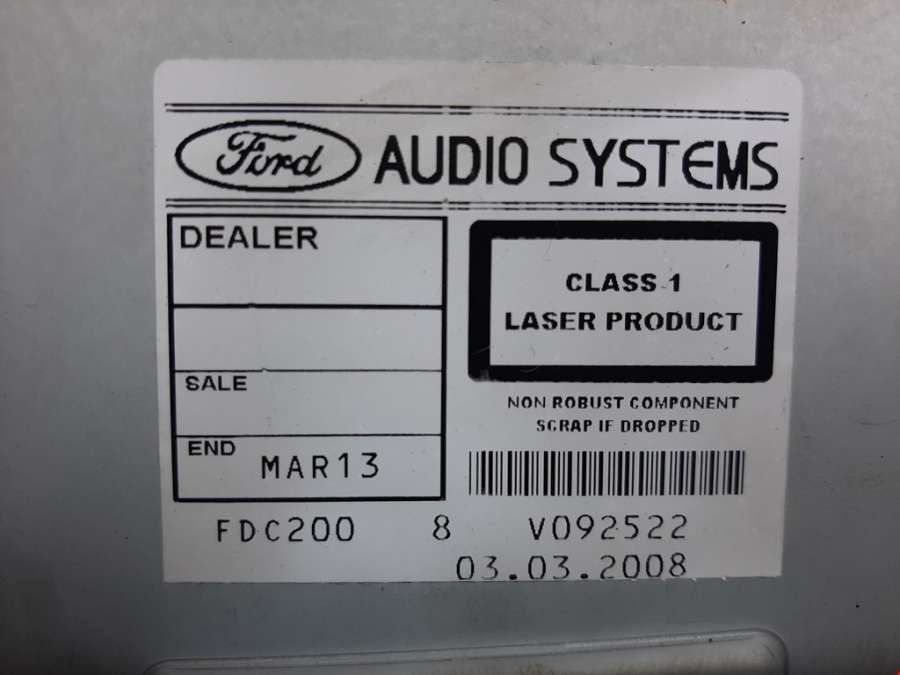 Ford AUDIO SYSTEMS
DEALER
SALE
END MAR13
CLASS 1
LASER PRODUCT
NON ROBUST COMPONENT
SCRAP IF DROPPED
FDC200 8 V092522
03.03.2008